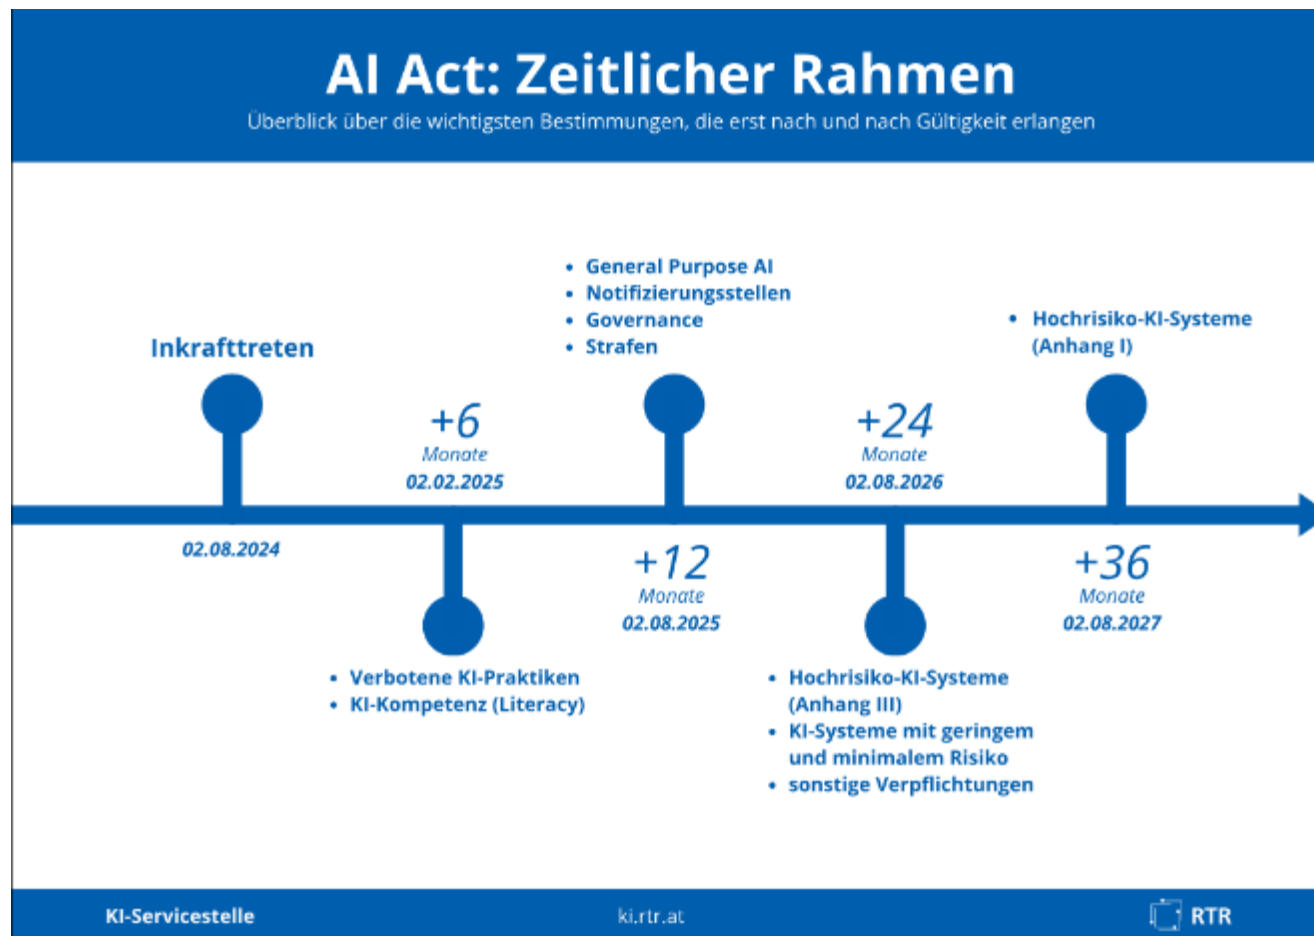 AI Act: Zeitlicher Rahmen
Überblick über die wichtigsten Bestimmungen, die erst nach und nach Gültigkeit erlangen
Inkrafttreten
02.08.2024
+6
Monate
02.02.2025
• Verbotene KI-Praktiken
• KI-Kompetenz (Literacy)
• General Purpose AI
• Notifizierungsstellen
• Governance
• Strafen
+12
Monate
02.08.2025
+24
Monate
02.08.2026
• Hochrisiko-KI-Systeme
(Anhang III)
• KI-Systeme mit geringem
und minimalem Risiko
• sonstige Verpflichtungen
• Hochrisiko-KI-Systeme
(Anhang I)
+36
Monate
02.08.2027
KI-Servicestelle
ki.rtr.at
RTR